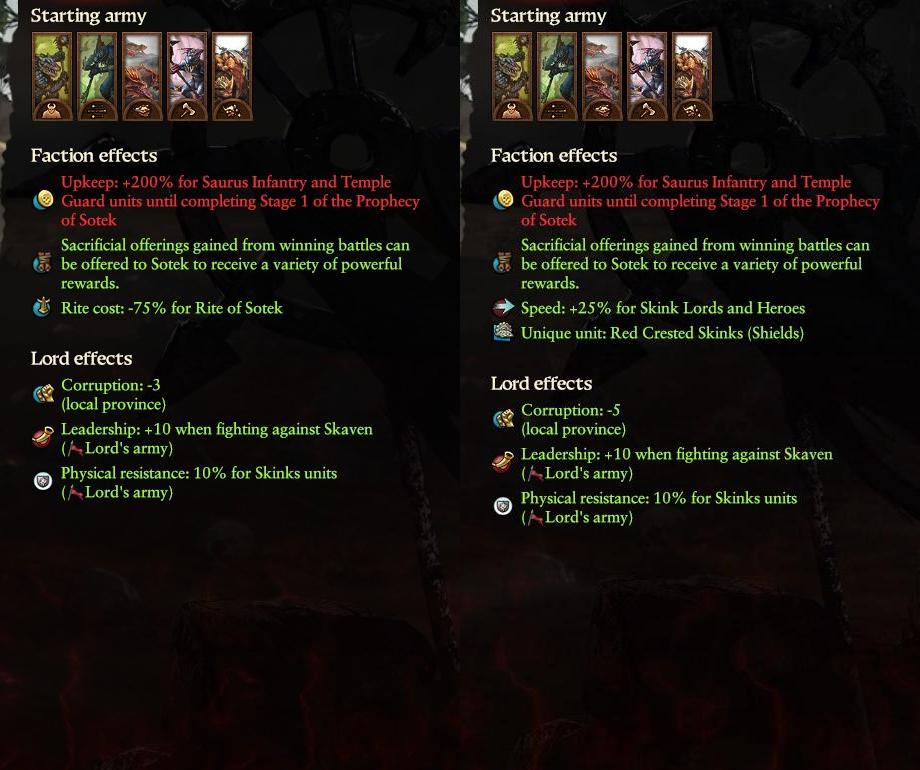 Starting army
Faction effects
Upkeep: +200% for Saurus Infantry and Temple
Guard units until completing Stage 1 of the Prophecy
of Sotek
Sacrificial offerings gained from winning battles can
be offered to Sotek to receive a variety of powerful
rewards.
Rite cost: -75% for Rite of Sotek
Lord effects
Corruption: -3
(local province)
Leadership: +10 when fighting against Skaven
(Lord's army)
Physical resistance: 10% for Skinks units
(Lord's army)
Starting army
Faction effects
Upkeep: +200% for Saurus Infantry and Temple
Guard units until completing Stage 1 of the Prophecy
of Sotek
Sacrificial offerings gained from winning battles can
be offered to Sotek to receive a variety of powerful
rewards.
Speed: +25% for Skink Lords and Heroes
Unique unit: Red Crested Skinks (Shields)
Lord effects
Corruption: -5
(local province)
Leadership: +10 when fighting against Skaven
(Lord's army)
Physical resistance: 10% for Skinks units
(Lord's army)